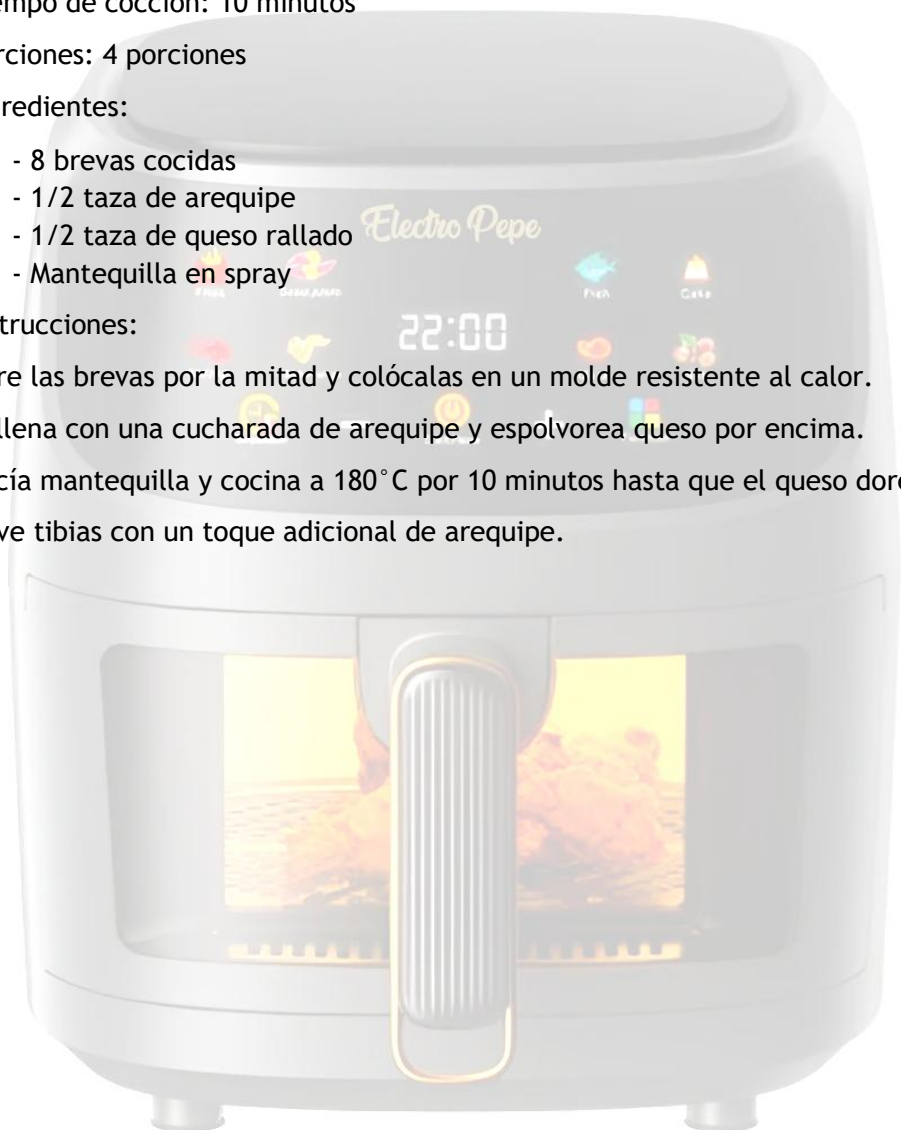 empo de cocción: 10 minutos
rciones: 4 porciones
redientes:
- 8 brevas cocidas
- 1/2 taza de arequipe
- 1/2 taza de queso rallado
- Mantequilla en spray
strucciones:
re las brevas por la mitad y colócalas en un molde resistente al calor.
llena con una cucharada de arequipe y espolvorea queso por encima.
cía mantequilla y cocina a 180°C por 10 minutos hasta que el queso dore
ve tibias con un toque adicional de arequipe.
Electro Pepe
Fish
Cake
22:00